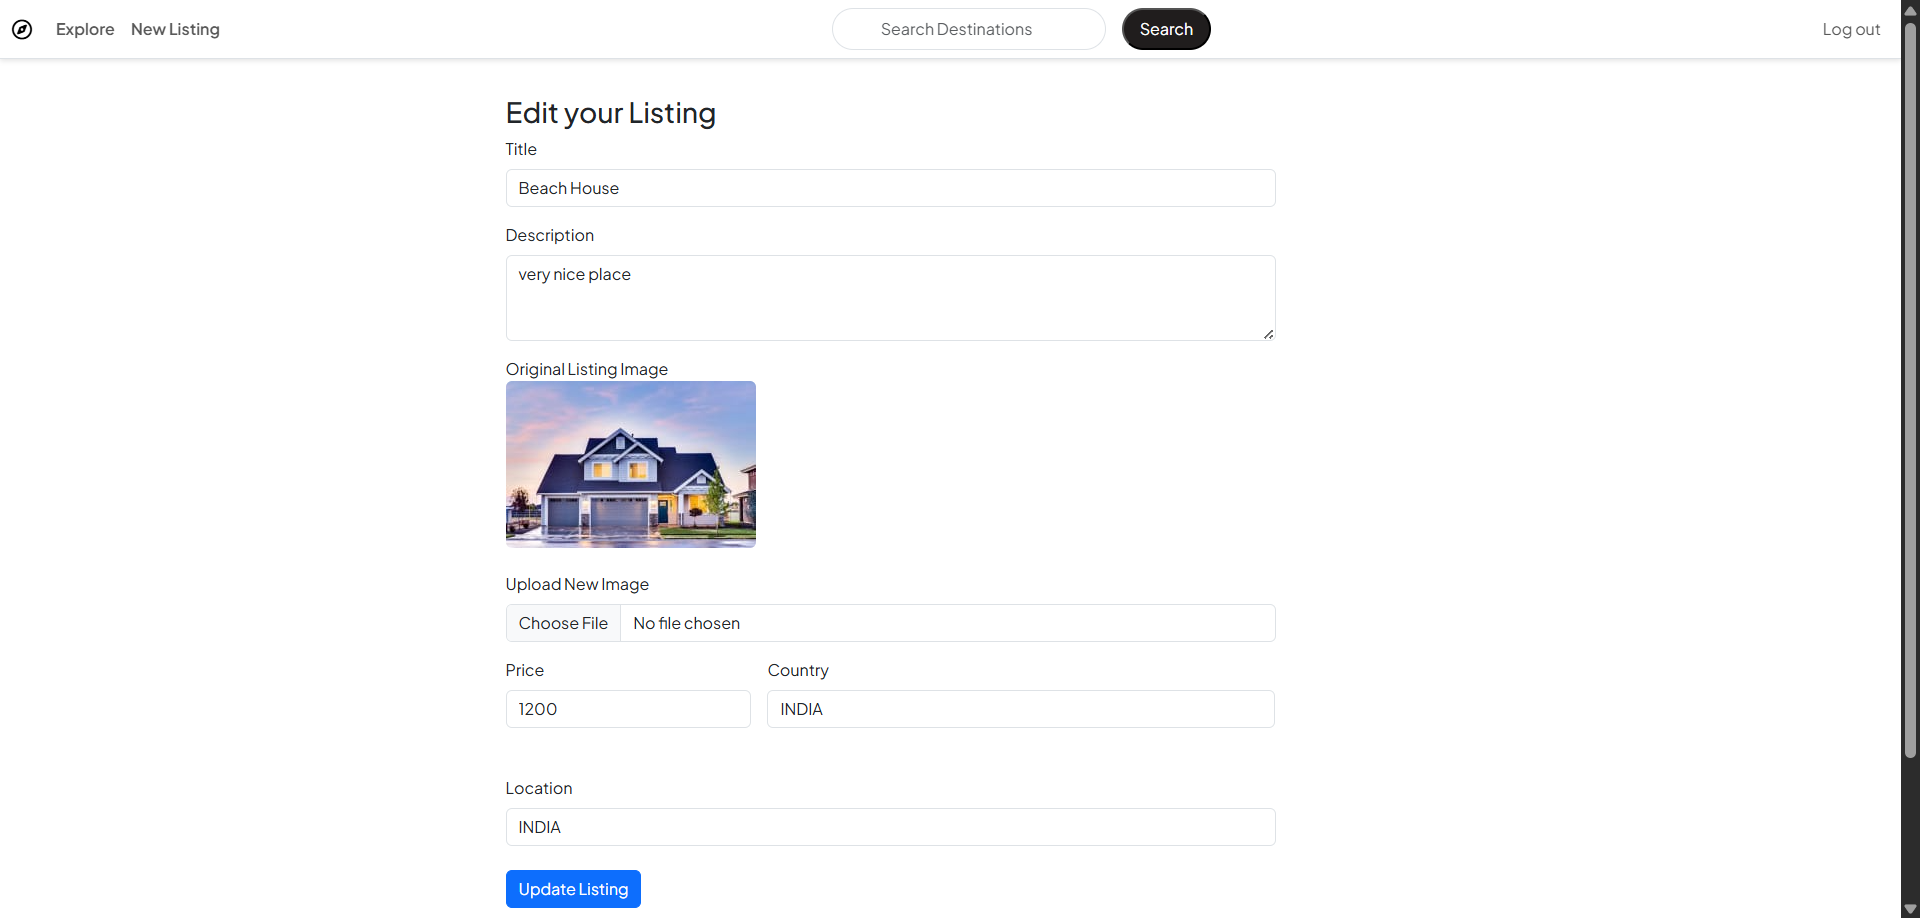 Explore New Listing Search Destinations Search Log out
Edit your Listing
Title
Beach House
Description
very nice place
Original Listing Image
Upload New Image
Choose File No file chosen
Price Country
1200 INDIA
Location
INDIA
Update Listing